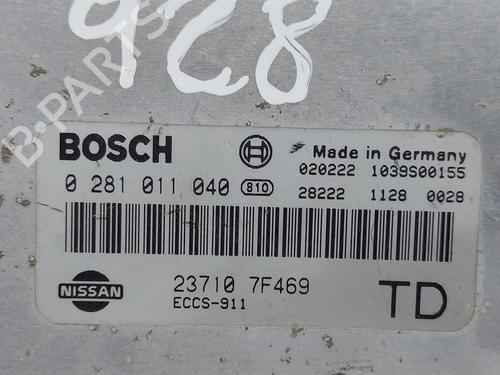 928
B-PARTS
BOSCH
Made in Germany
020222 1039S00155
0 281 011 040 810
28222 1128 0028
NISSAN
23710 7F469
ECCS-911
TD